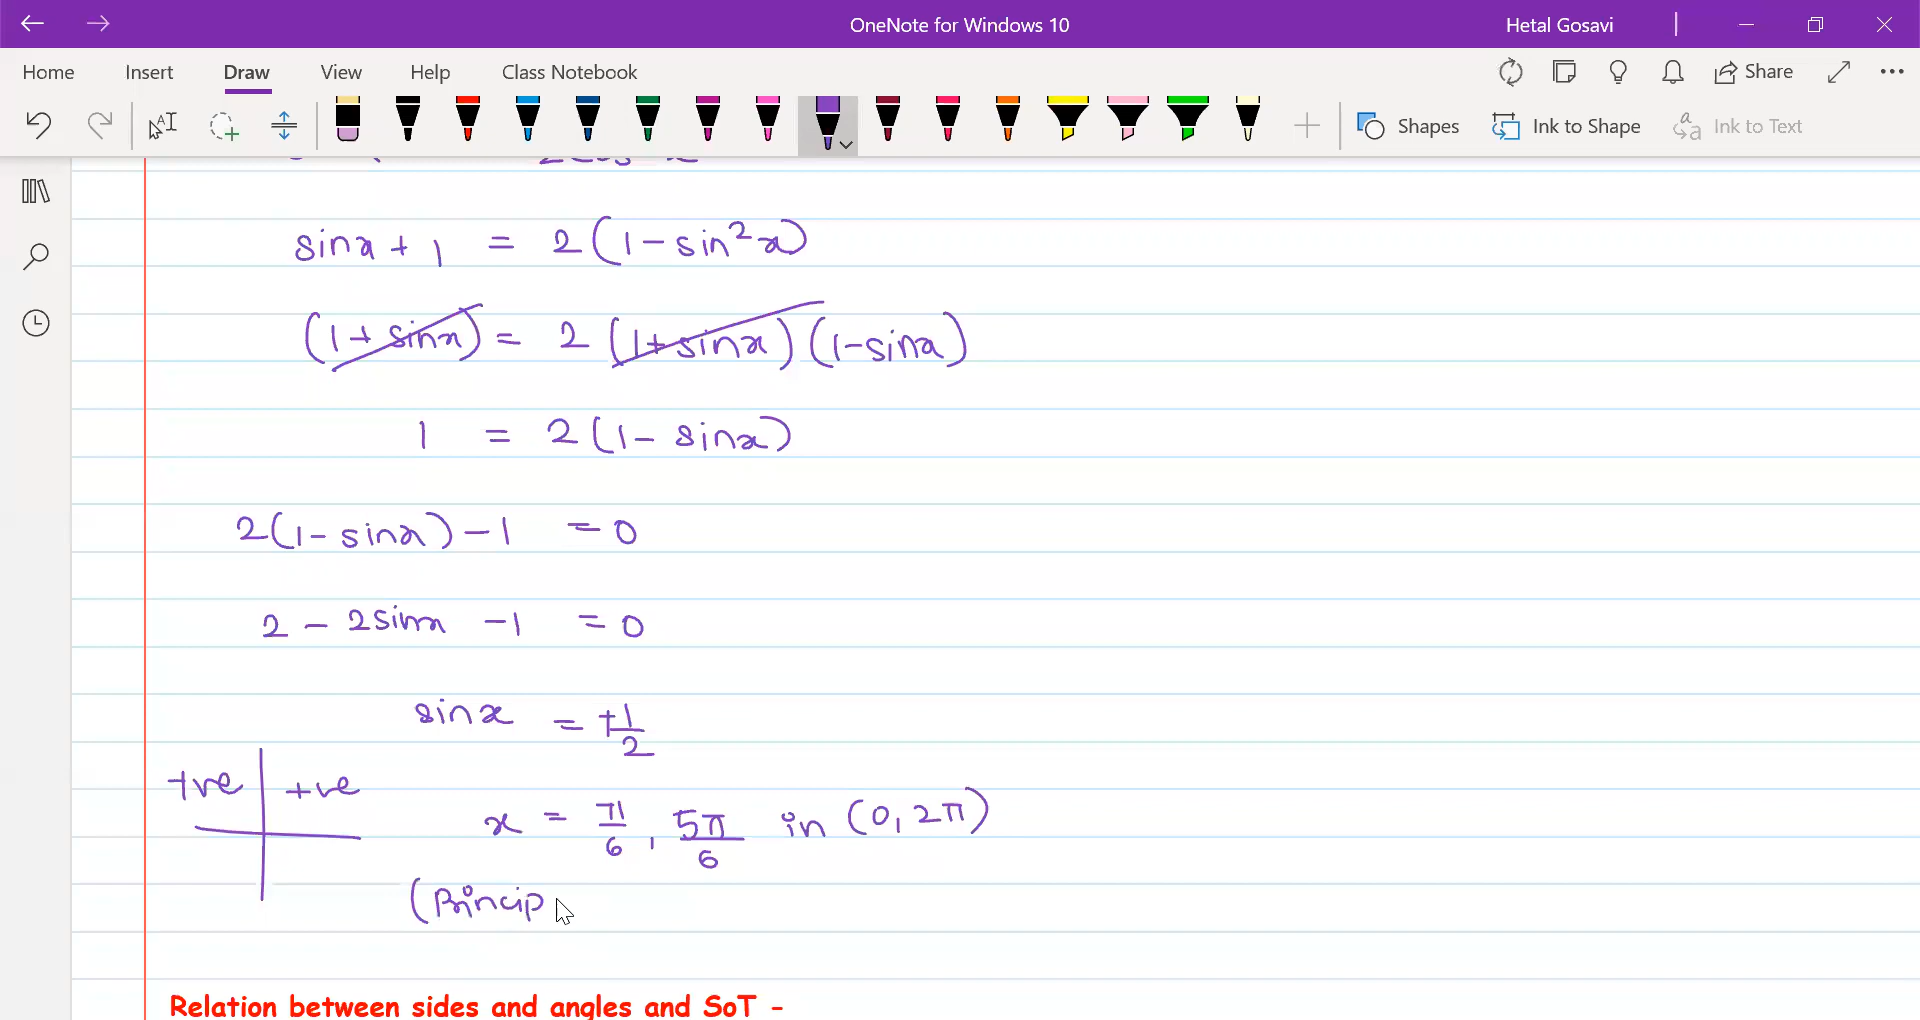 OneNote for Windows 10
Hetal Gosavi
Home Insert Draw View Help Class Notebook
Share
Shapes Ink to Shape Ink to Text
sinx + 1 = 2(1 - sin²x)
(1 + sinx) = 2 (1 + sinx) (1 - sinx)
1 = 2(1 - sinx)
2(1 - sinx) - 1 = 0
2 - 2sinx - 1 = 0
sinx = +1/2
+ve +ve
x = π/6, 5π/6 in (0, 2π)
(Princip
Relation between sides and angles and SoT -